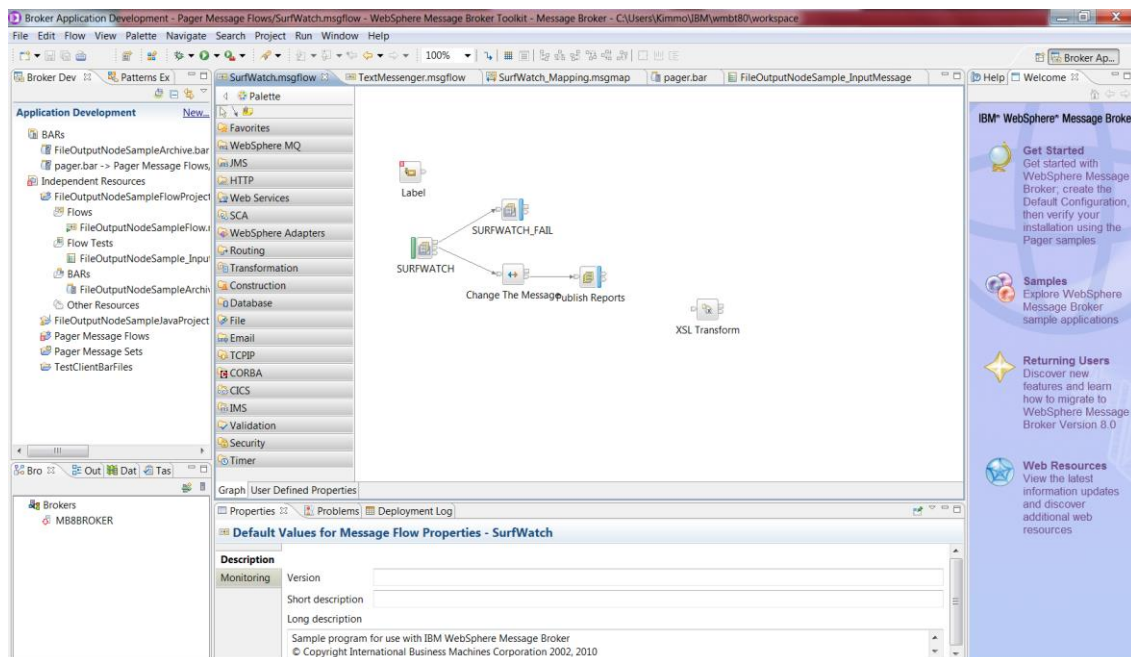 Broker Application Development - Pager Message Flows/SurfWatch.msgflow - WebSphere Message Broker Toolkit - Message Broker - C:\Users\Kimmo\IBM\wmbt80\workspace
File Edit Flow View Palette Navigate Search Project Run Window Help
100%
Broker Ap...
Broker Dev
Patterns Ex
Application Development
New...
BARs
FileOutputNodeSampleArchive.bar
pager.bar -> Pager Message Flows,
Independent Resources
FileOutputNodeSampleFlowProject
Flows
FileOutputNodeSampleFlow.
Flow Tests
FileOutputNodeSample_Input
BARs
FileOutputNodeSampleArchiv
Other Resources
FileOutputNodeSampleJavaProject
Pager Message Flows
Pager Message Sets
TestClientBarFiles
Bro
Out
Dat
Tas
Brokers
MB8BROKER
SurfWatch.msgflow
TextMessenger.msgflow
SurfWatch_Mapping.msgmap
pager.bar
FileOutputNodeSample_InputMessage
Palette
Favorites
WebSphere MQ
JMS
HTTP
Web Services
SCA
WebSphere Adapters
Routing
Transformation
Construction
Database
File
Email
TCPIP
CORBA
CICS
IMS
Validation
Security
Timer
Label
SURFWATCH_FAIL
SURFWATCH
Change The Message
Publish Reports
XSL Transform
Graph
User Defined Properties
Properties
Problems
Deployment Log
Default Values for Message Flow Properties - SurfWatch
Description
Monitoring
Version
Short description
Long description
Sample program for use with IBM WebSphere Message Broker
© Copyright International Business Machines Corporation 2002, 2010
Help
Welcome
IBM® WebSphere® Message Broke
Get Started
Get started with
WebSphere Message
Broker; create the
Default Configuration,
then verify your
installation using the
Pager samples
Samples
Explore WebSphere
Message Broker
sample applications
Returning Users
Discover new
features and learn
how to migrate to
WebSphere Message
Broker Version 8.0
Web Resources
View the latest
information updates
and discover
additional web
resources